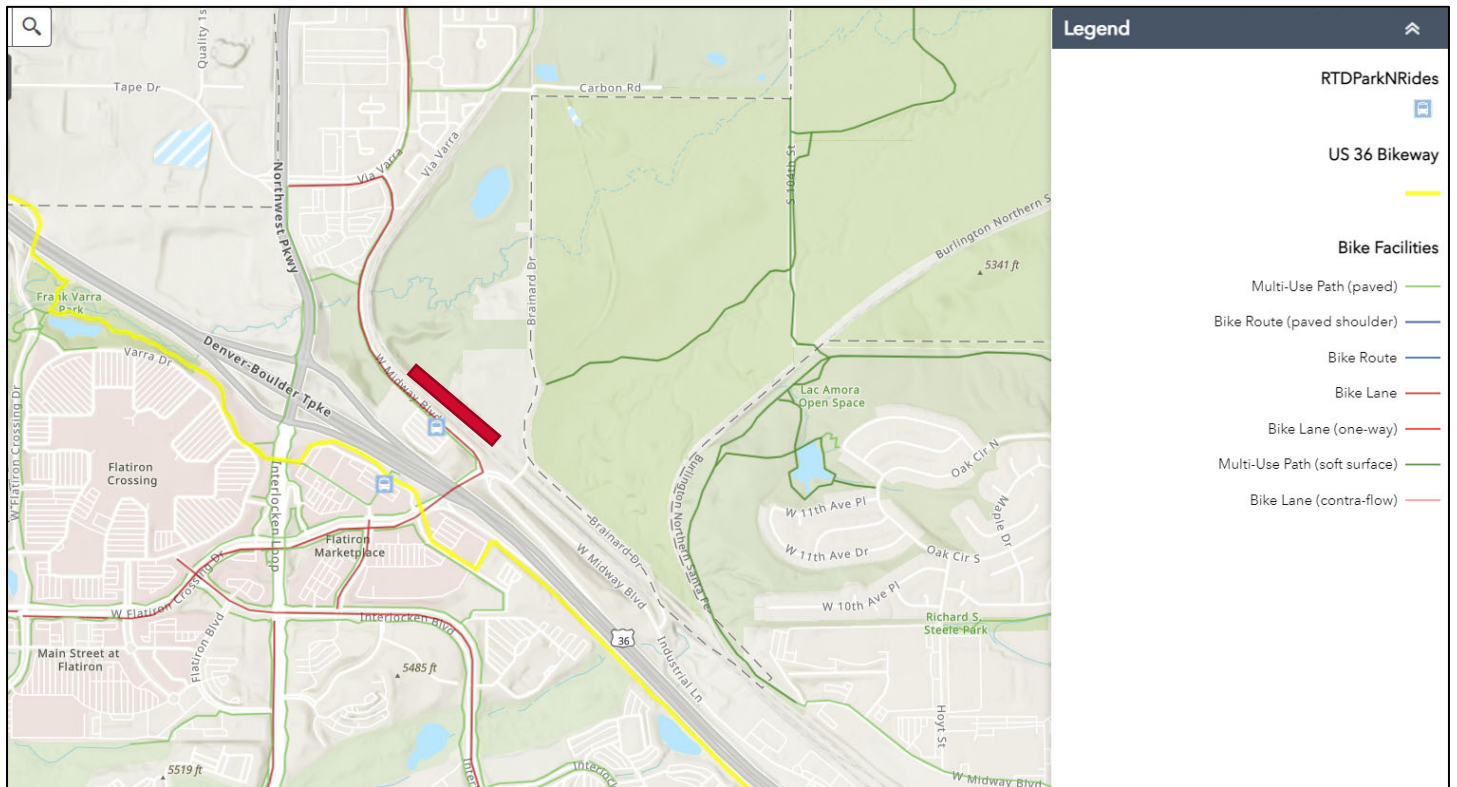 Legend
RTDParkNRides
US 36 Bikeway
Bike Facilities
Multi-Use Path (paved)
Bike Route (paved shoulder)
Bike Route
Bike Lane
Bike Lane (one-way)
Multi-Use Path (soft surface)
Bike Lane (contra-flow)
Quality 1s
Tape Dr
Carbon Rd
Via Varra
Via Varra
Northwest Pkwy
S 104th St
Burlington Northern S
5341 ft
Brainard Dr
Frank Varra
Park
Varra Dr
Denver-Boulder Tpke
W Midway Blvd
Lac Amora
Open Space
W Flatiron Crossing Dr
Flatiron
Crossing
Interlocken Loop
Oak Cir N
Maple Dr
Burlington Northern Santa Fe
W 11th Ave Pl
W 11th Ave Dr
Oak Cir S
Flatiron
Marketplace
Brainard Dr
W Midway Blvd
W 10th Ave Pl
W Flatiron Crossing Dr
Interlocken Blvd
Richard S.
Steele Park
Flatiron Blvd
36
Main Street at
Flatiron
5485 ft
Industrial Ln
Hoyt St
5519 ft
Inter
Interloc
W Midway Blvd